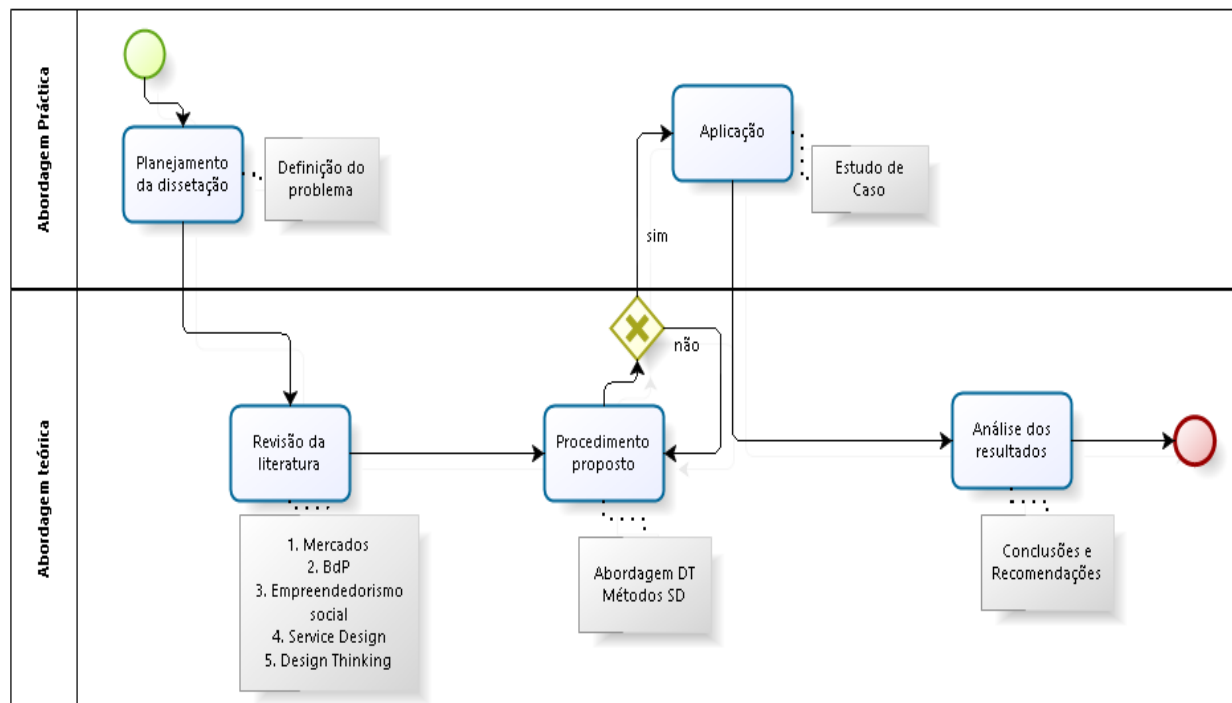 Abordagem Práctica
Planejamento
da dissetação
Definição do
problema
Aplicação
Estudo de
Caso
sim
Abordagem teórica
não
Revisão da
literatura
1. Mercados
2. BdP
3. Empreendedorismo
social
4. Service Design
5. Design Thinking
Procedimento
proposto
Abordagem DT
Métodos SD
Análise dos
resultados
Conclusões e
Recomendações